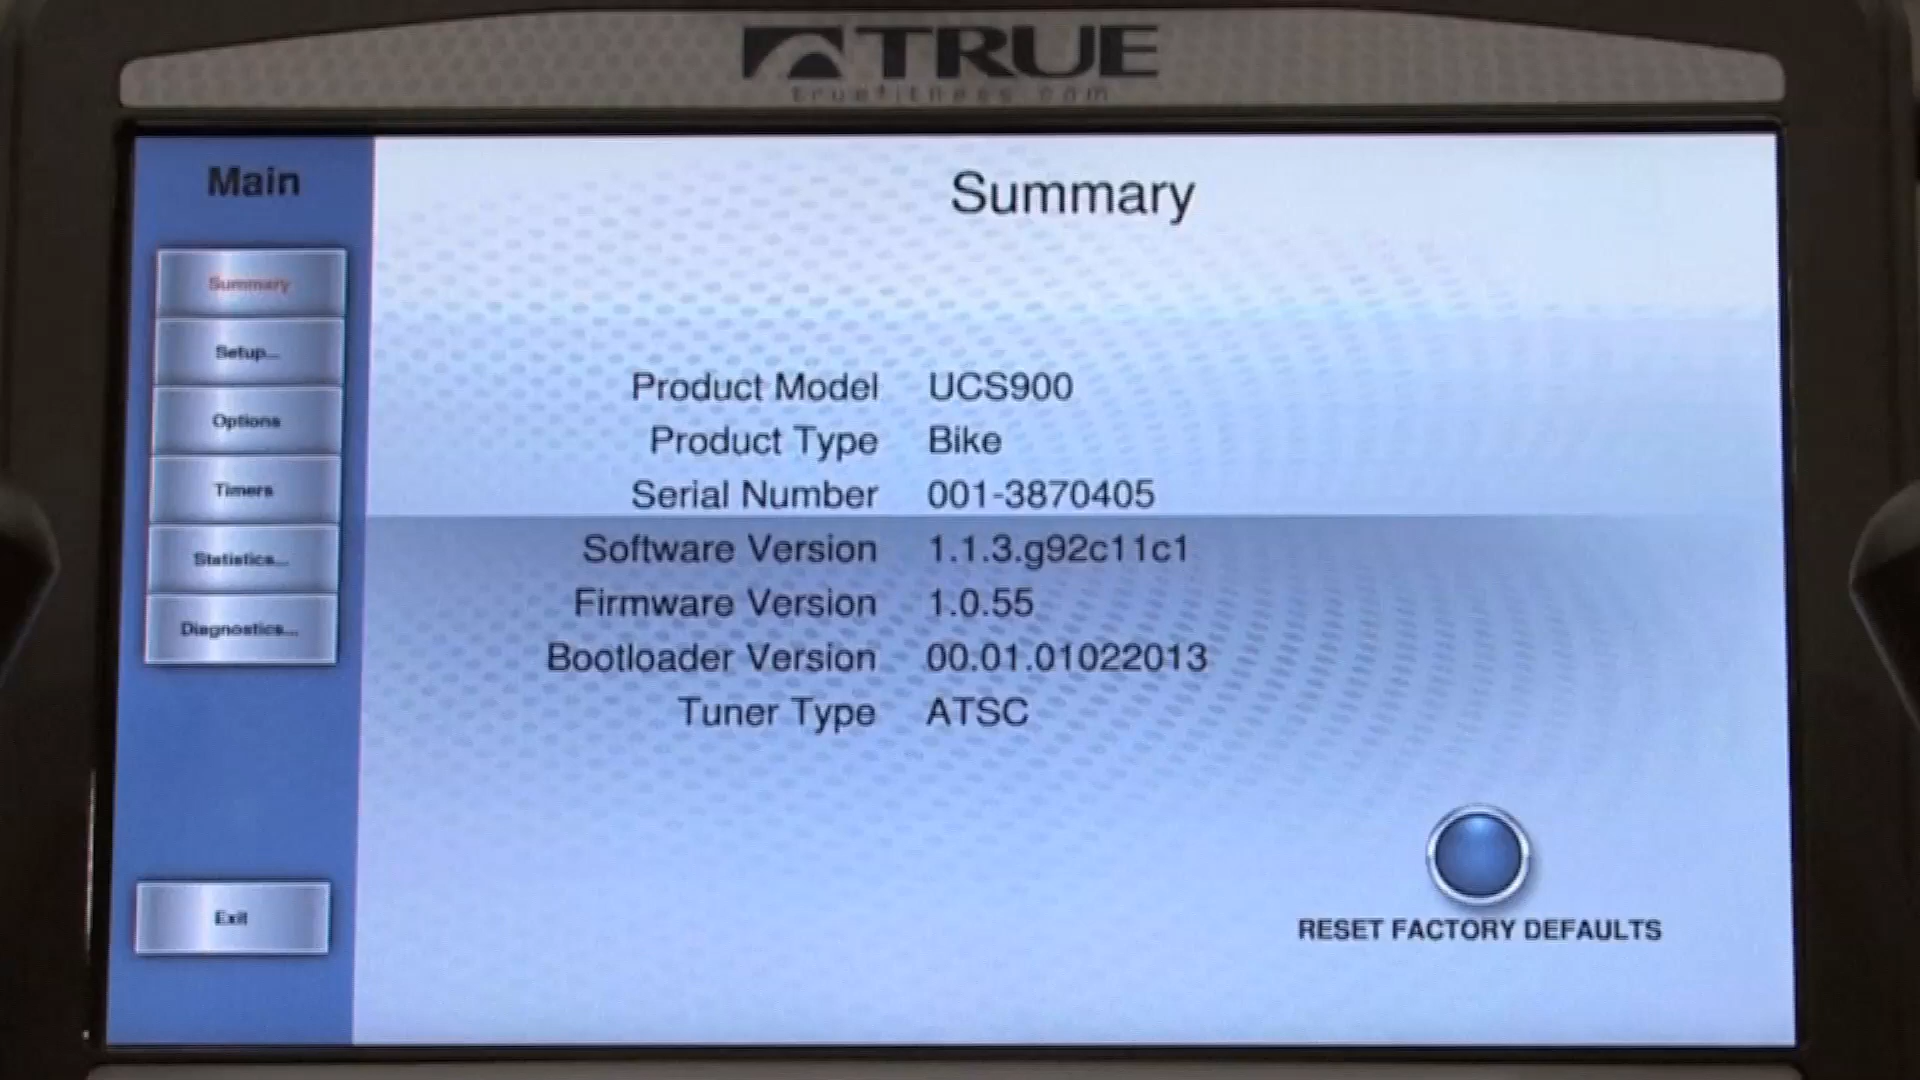 TRUE
truefitness.com
Main
Summary
Setup...
Options
Timers
Statistics...
Diagnostics...
Exit
Summary
Product Model UCS900
Product Type Bike
Serial Number 001-3870405
Software Version 1.1.3.g92c11c1
Firmware Version 1.0.55
Bootloader Version 00.01.01022013
Tuner Type ATSC
RESET FACTORY DEFAULTS